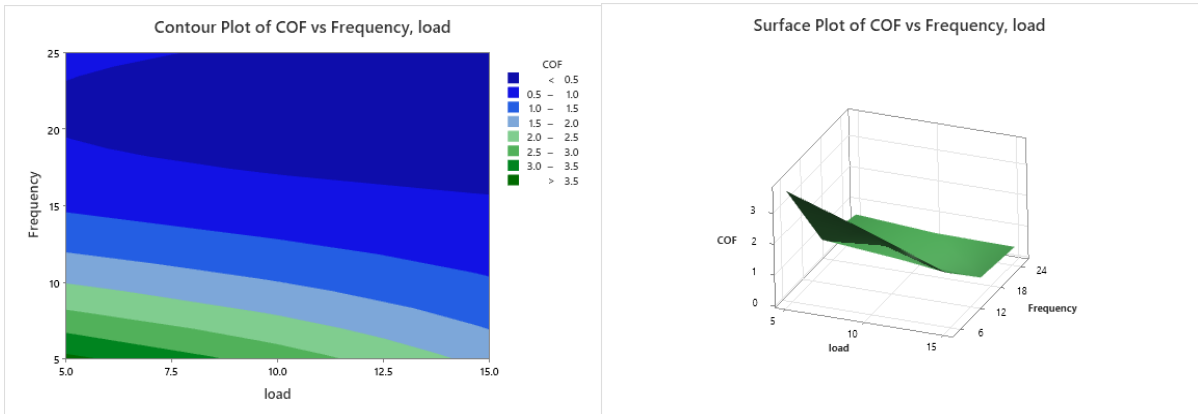 Contour Plot of COF vs Frequency, load
25
20
15
10
5
Frequency
5.0 7.5 10.0 12.5 15.0
load
COF
< 0.5
0.5 – 1.0
1.0 – 1.5
1.5 – 2.0
2.0 – 2.5
2.5 – 3.0
3.0 – 3.5
> 3.5
Surface Plot of COF vs Frequency, load
3
2
1
0
COF
5
10
15
load
6
12
18
24
Frequency